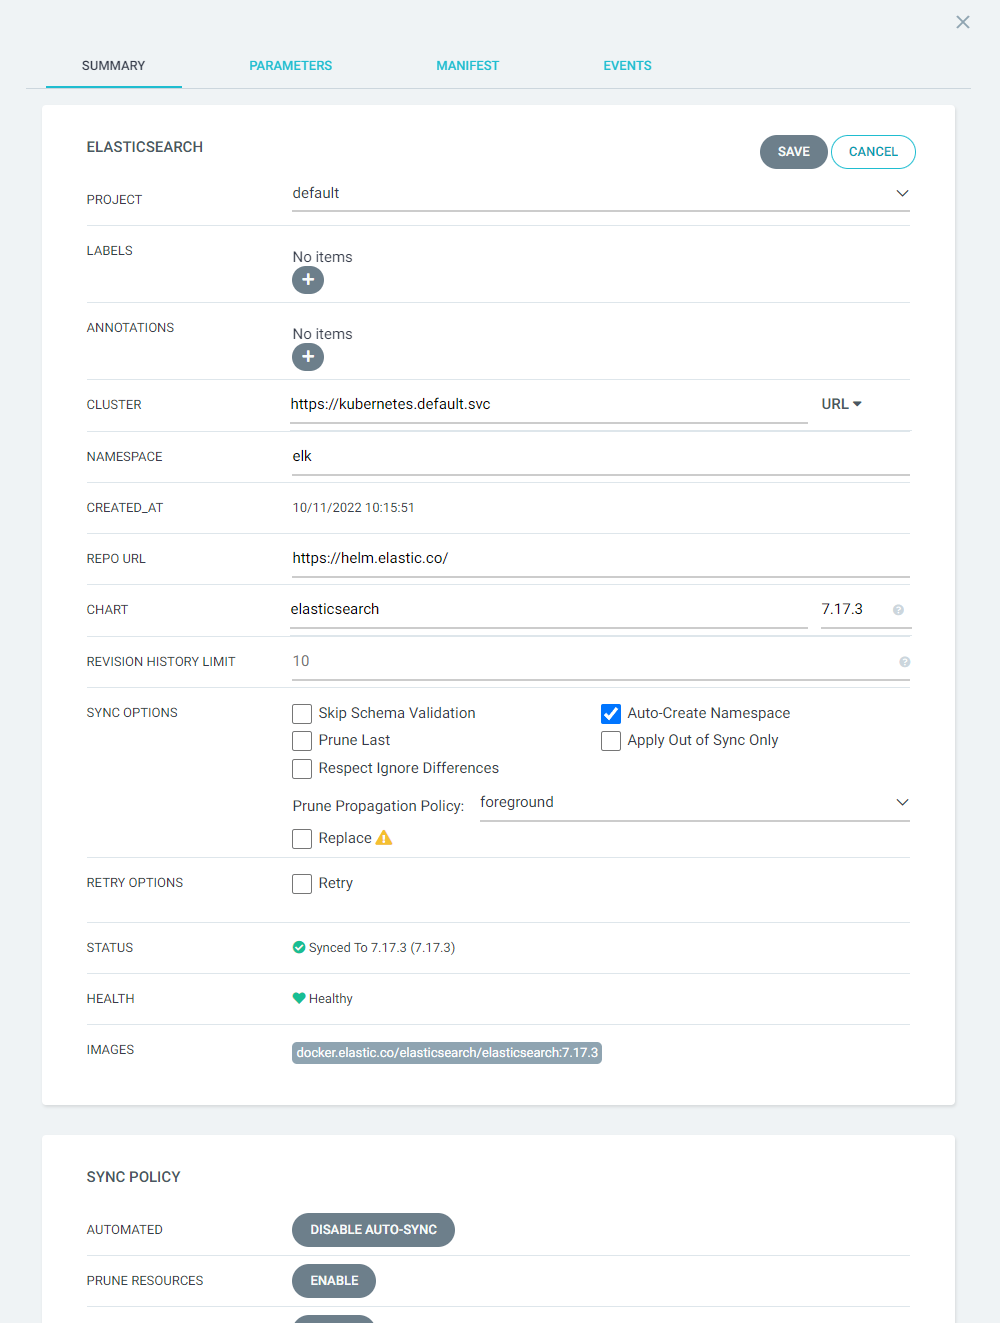 SUMMARY PARAMETERS MANIFEST EVENTS
ELASTICSEARCH SAVE CANCEL
PROJECT default
LABELS No items
ANNOTATIONS No items
CLUSTER https://kubernetes.default.svc URL
NAMESPACE elk
CREATED_AT 10/11/2022 10:15:51
REPO URL https://helm.elastic.co/
CHART elasticsearch 7.17.3
REVISION HISTORY LIMIT 10
SYNC OPTIONS Skip Schema Validation Auto-Create Namespace
Prune Last Apply Out of Sync Only
Respect Ignore Differences
Prune Propagation Policy: foreground
Replace
RETRY OPTIONS Retry
STATUS Synced To 7.17.3 (7.17.3)
HEALTH Healthy
IMAGES docker.elastic.co/elasticsearch/elasticsearch:7.17.3
SYNC POLICY
AUTOMATED DISABLE AUTO-SYNC
PRUNE RESOURCES ENABLE